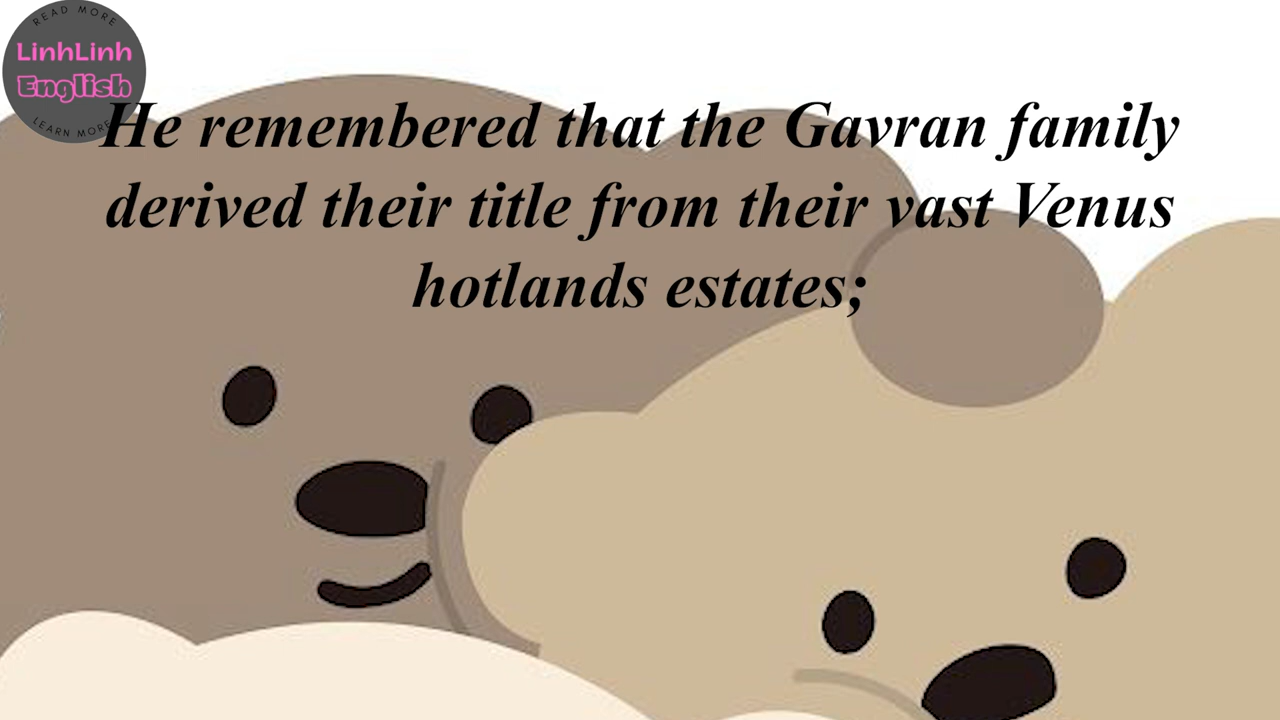 READ MORE
LinhLinh
English
LEARN MORE
He remembered that the Gavran family
derived their title from their vast Venus
hotlands estates;